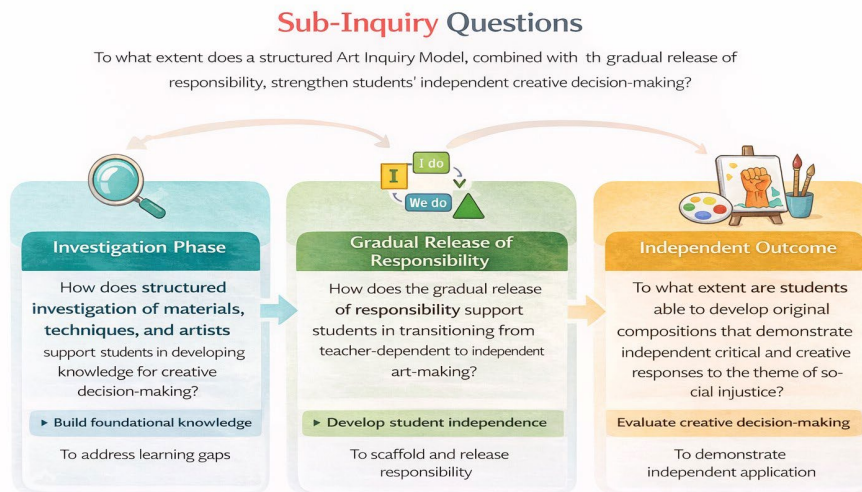 Sub-Inquiry Questions
To what extent does a structured Art Inquiry Model, combined with th gradual release of
responsibility, strengthen students' independent creative decision-making?
I do
I
We do
Investigation Phase
How does structured
investigation of materials,
techniques, and artists
support students in developing
knowledge for creative
decision-making?
▸ Build foundational knowledge
To address learning gaps
Gradual Release of
Responsibility
How does the gradual release
of responsibility support
students in transitioning from
teacher-dependent to independent
art-making?
▸ Develop student independence
To scaffold and release
responsibility
Independent Outcome
To what extent are students
able to develop original
compositions that demonstrate
independent critical and creative
responses to the theme of so-
cial injustice?
Evaluate creative decision-making
To demonstrate
independent application